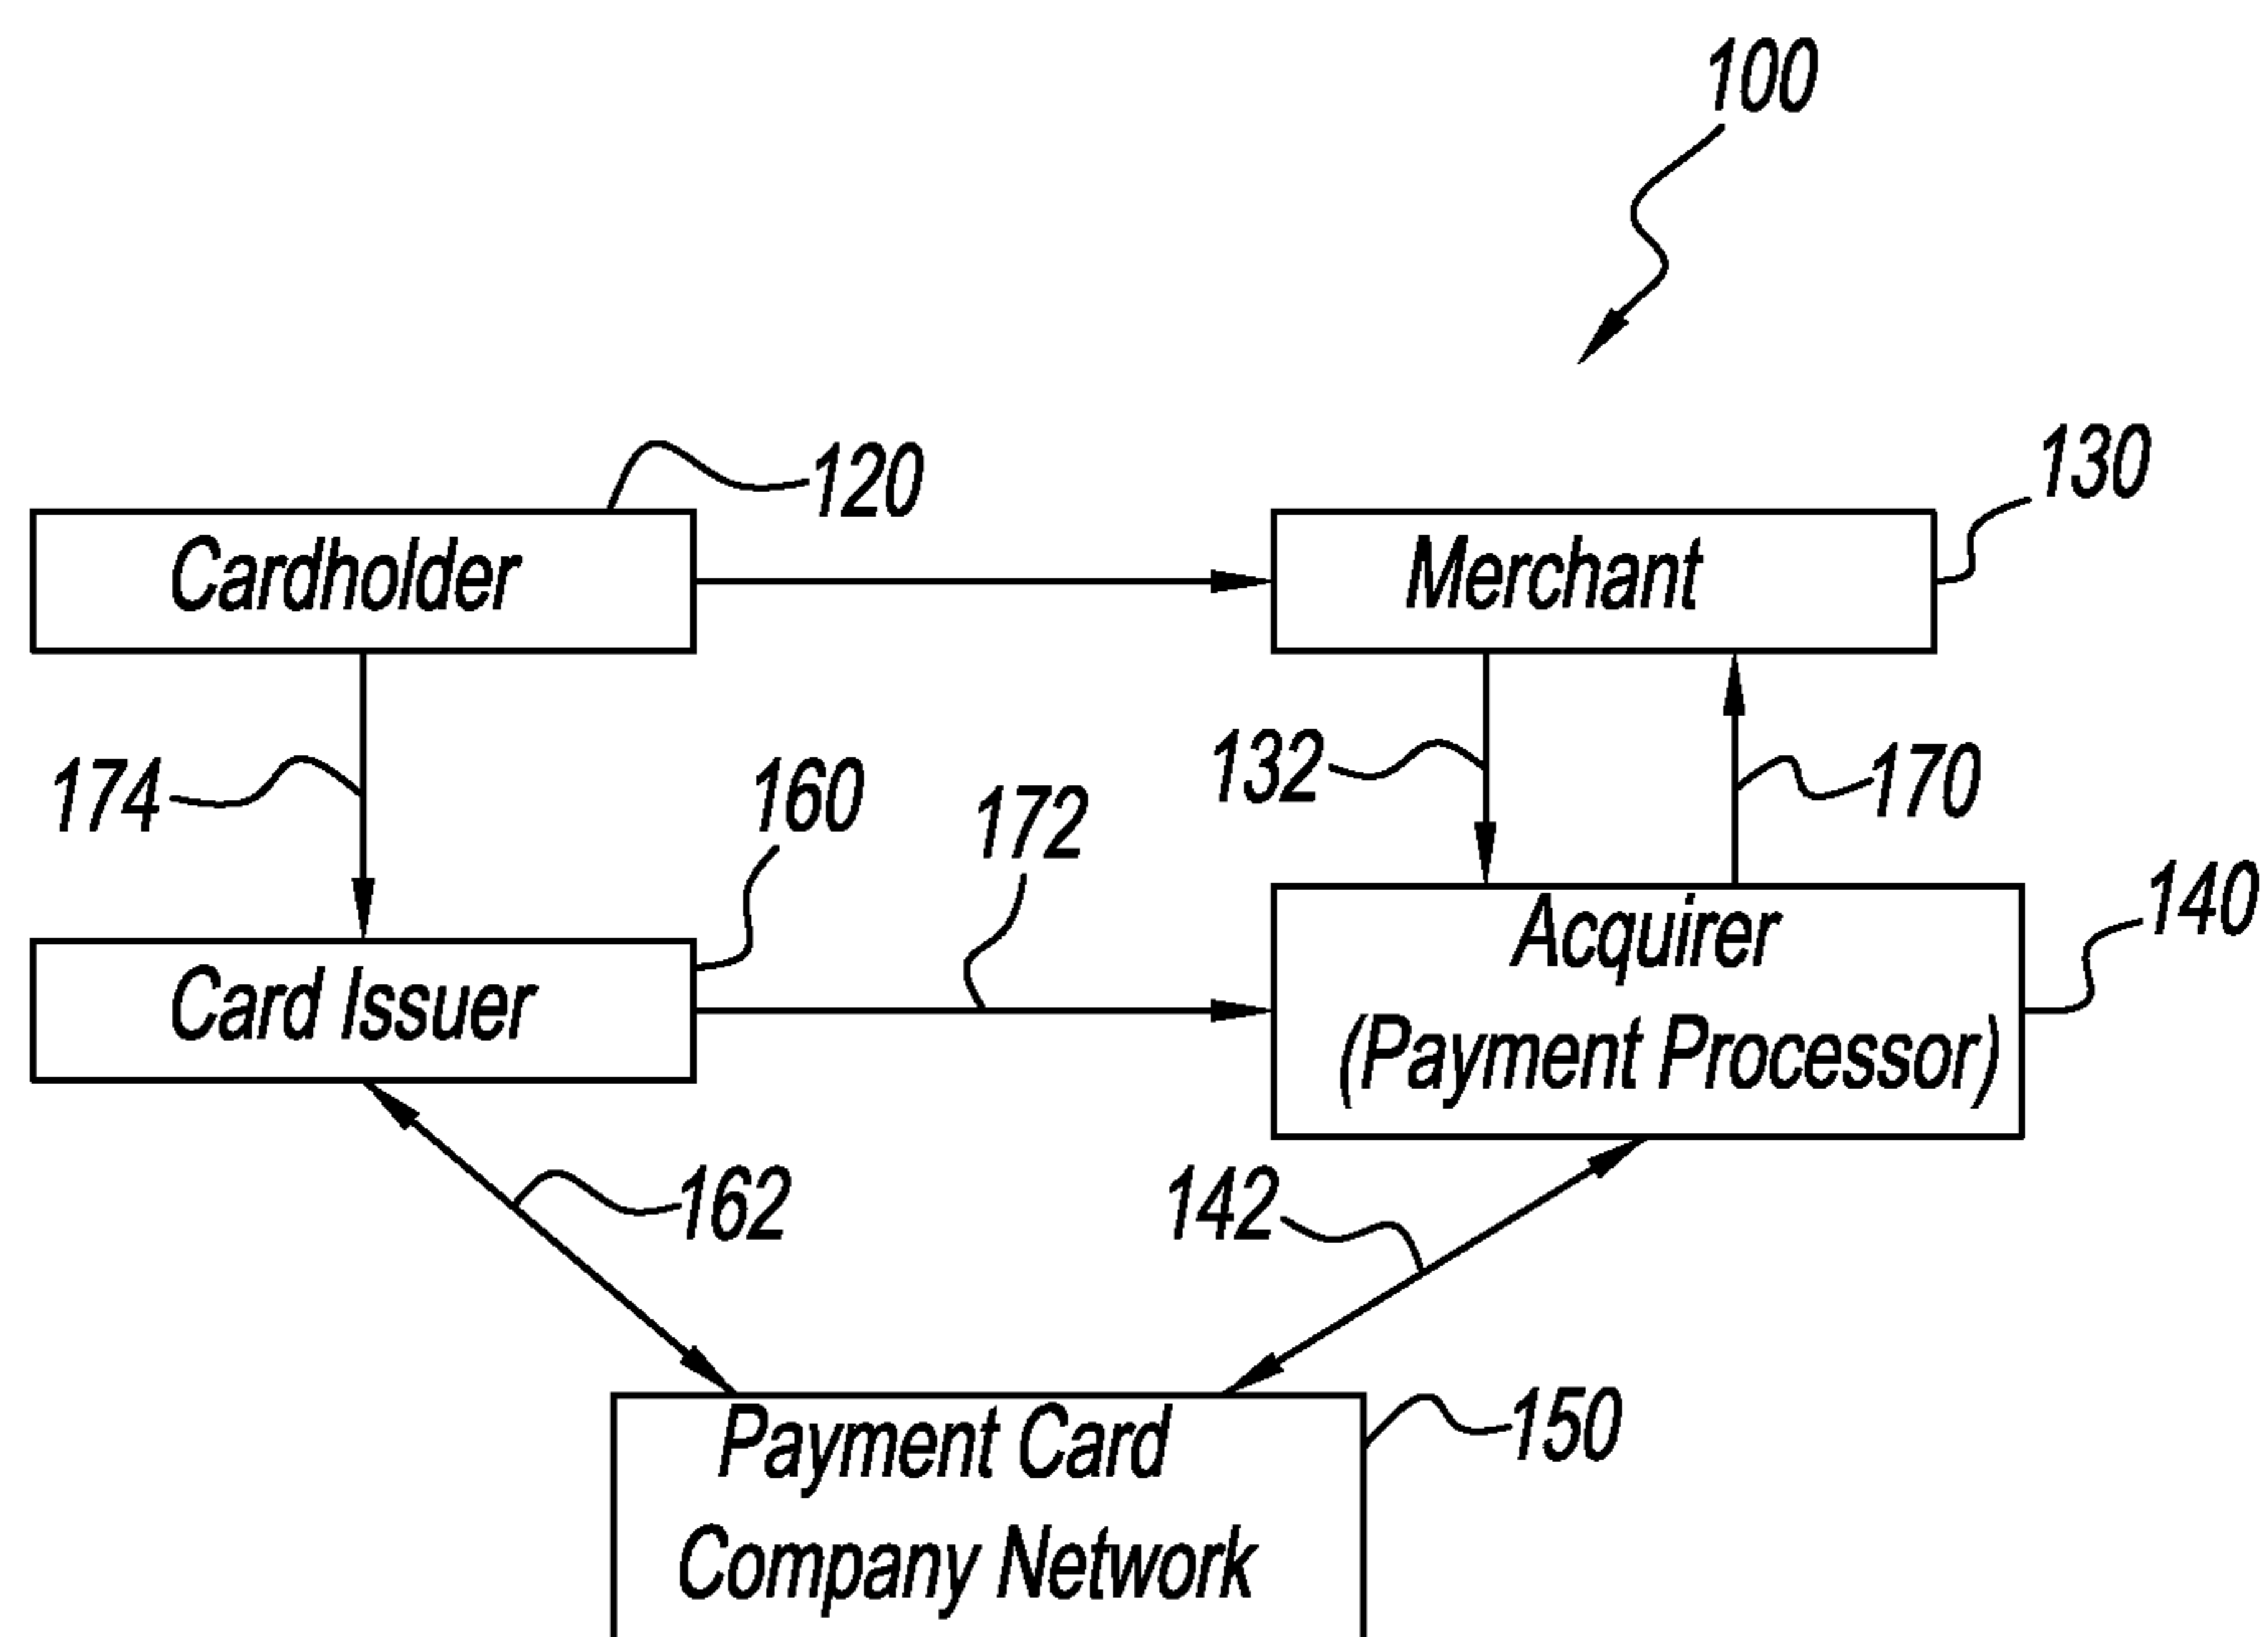 100
120
130
Cardholder
Merchant
174
160
172
132
170
140
Card Issuer
Acquirer
(Payment Processor)
162
142
150
Payment Card
Company Network